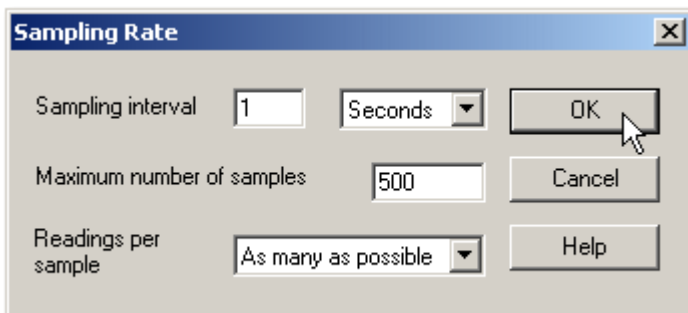 Sampling Rate
Sampling interval 1 Seconds OK
Maximum number of samples 500 Cancel
Readings per
sample As many as possible Help